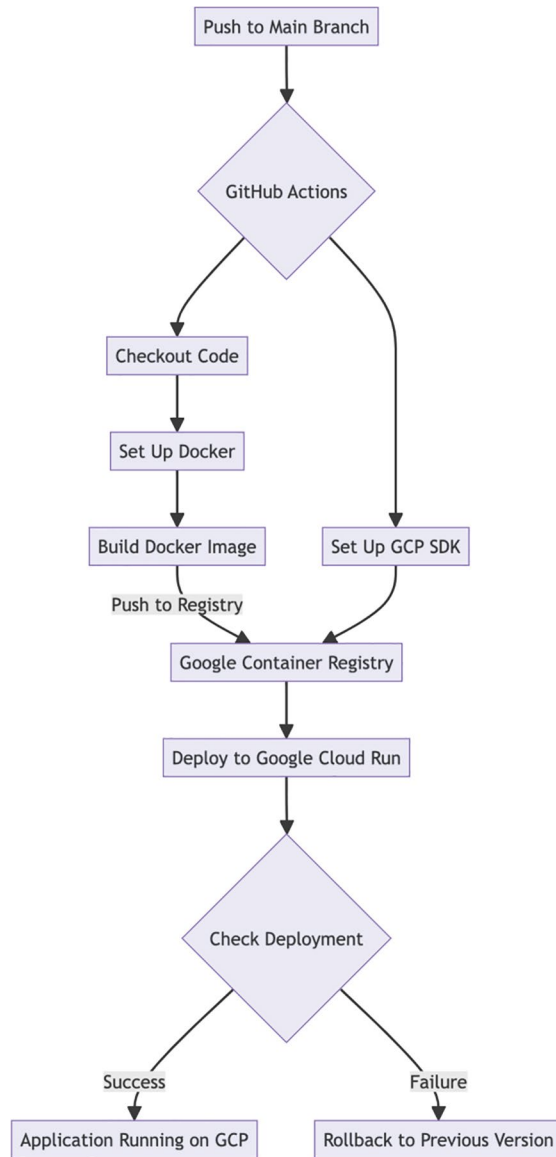 Push to Main Branch
GitHub Actions
Checkout Code
Set Up Docker
Build Docker Image
Set Up GCP SDK
Push to Registry
Google Container Registry
Deploy to Google Cloud Run
Check Deployment
Success
Failure
Application Running on GCP
Rollback to Previous Version